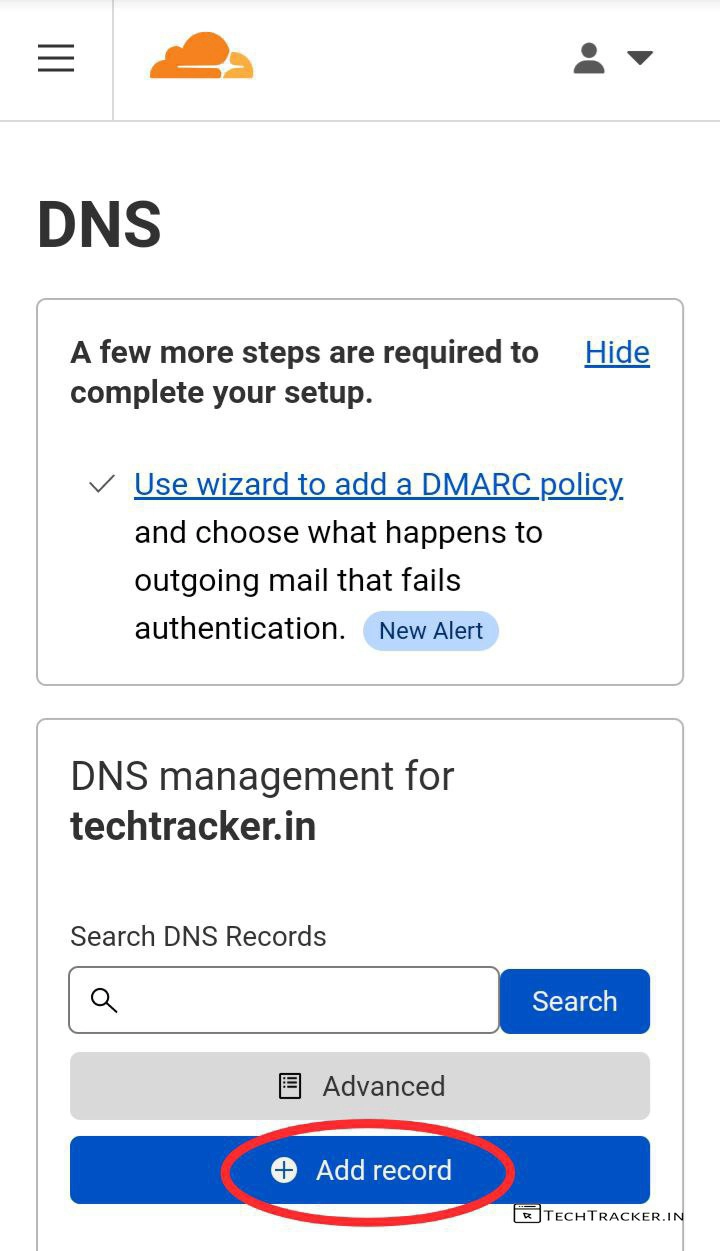 DNS
A few more steps are required to
Hide
complete your setup.
Use wizard to add a DMARC policy
and choose what happens to
outgoing mail that fails
authentication. New Alert
DNS management for
techtracker.in
Search DNS Records
Search
Advanced
Add record
TECHTRACKER.IN